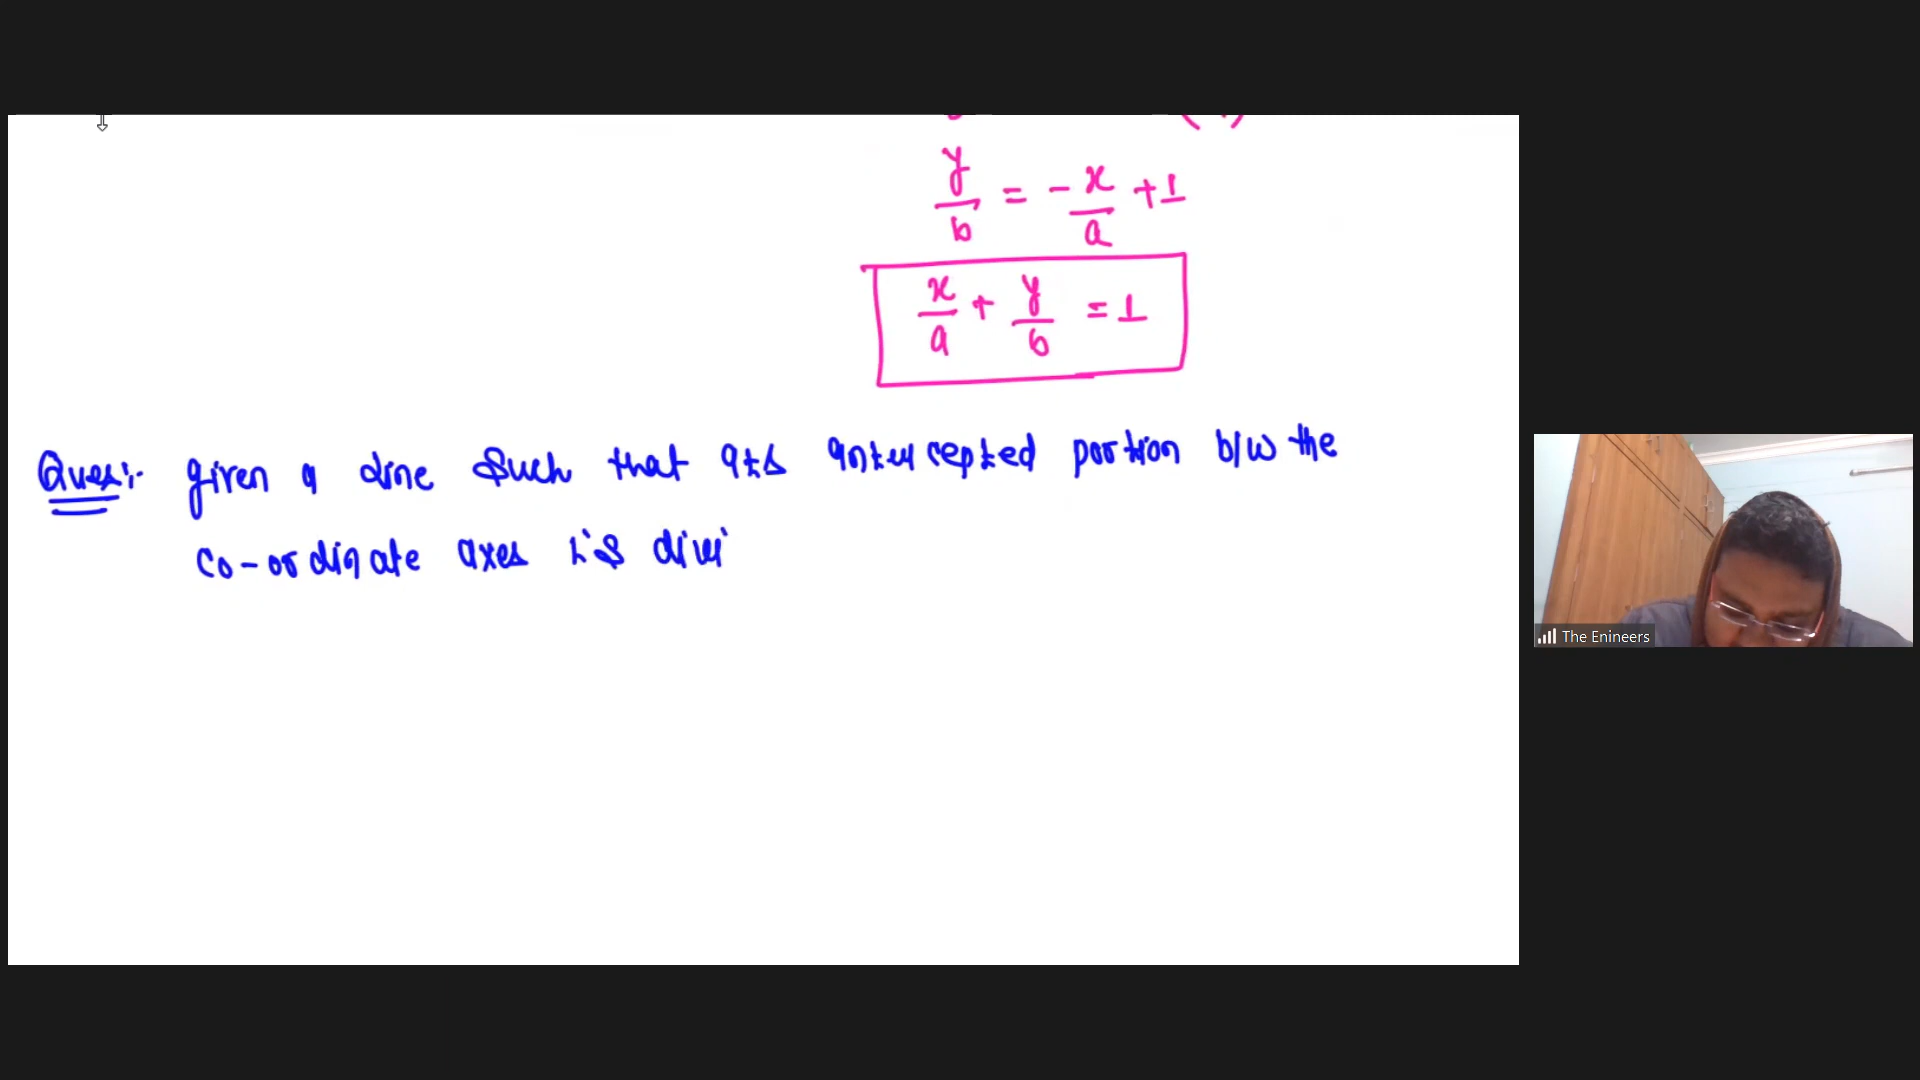 y/b = -x/a + 1
x/a + y/b = 1
Ques:- given a line such that its intercepted portion b/w the
co-ordinate axes is divi
The Enineers